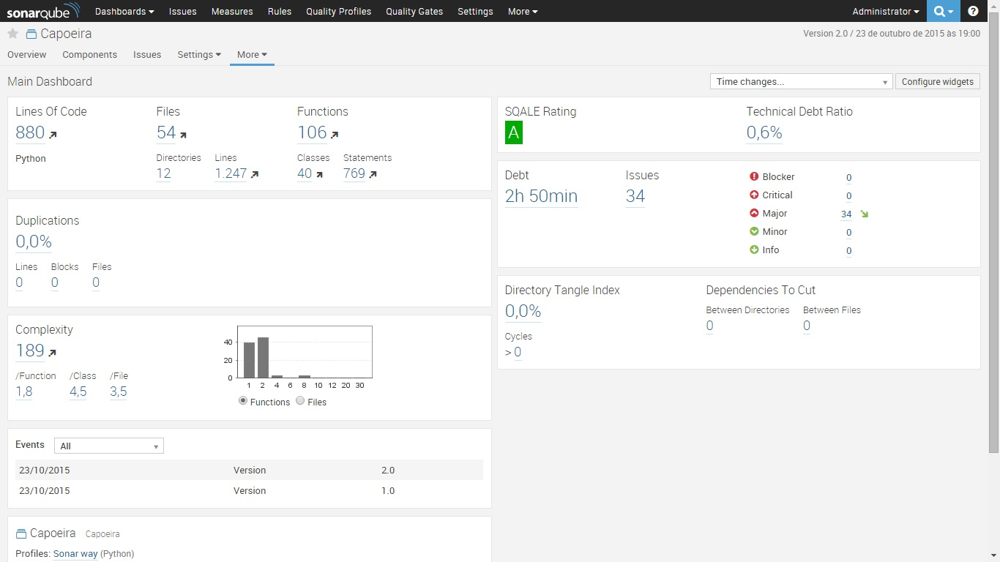 sonarqube Dashboards Issues Measures Rules Quality Profiles Quality Gates Settings More Administrator ?
Capoeira
Version 2.0 / 23 de outubro de 2015 às 19:00
Overview Components Issues Settings More
Main Dashboard
Time changes... Configure widgets
Lines Of Code Files Functions
880 54 106
Python
Directories Lines Classes Statements
12 1.247 40 769
Duplications
0,0%
Lines Blocks Files
0 0 0
Complexity
189
/Function /Class /File
1,8 4,5 3,5
40
20
0
1 2 4 6 8 10 12 20 30
Functions Files
Events All
23/10/2015 Version 2.0
23/10/2015 Version 1.0
Capoeira Capoeira
Profiles: Sonar way (Python)
SQALE Rating Technical Debt Ratio
A 0,6%
Debt Issues
2h 50min 34
Blocker 0
Critical 0
Major 34
Minor 0
Info 0
Directory Tangle Index Dependencies To Cut
0,0%
Between Directories Between Files
0 0
Cycles
> 0